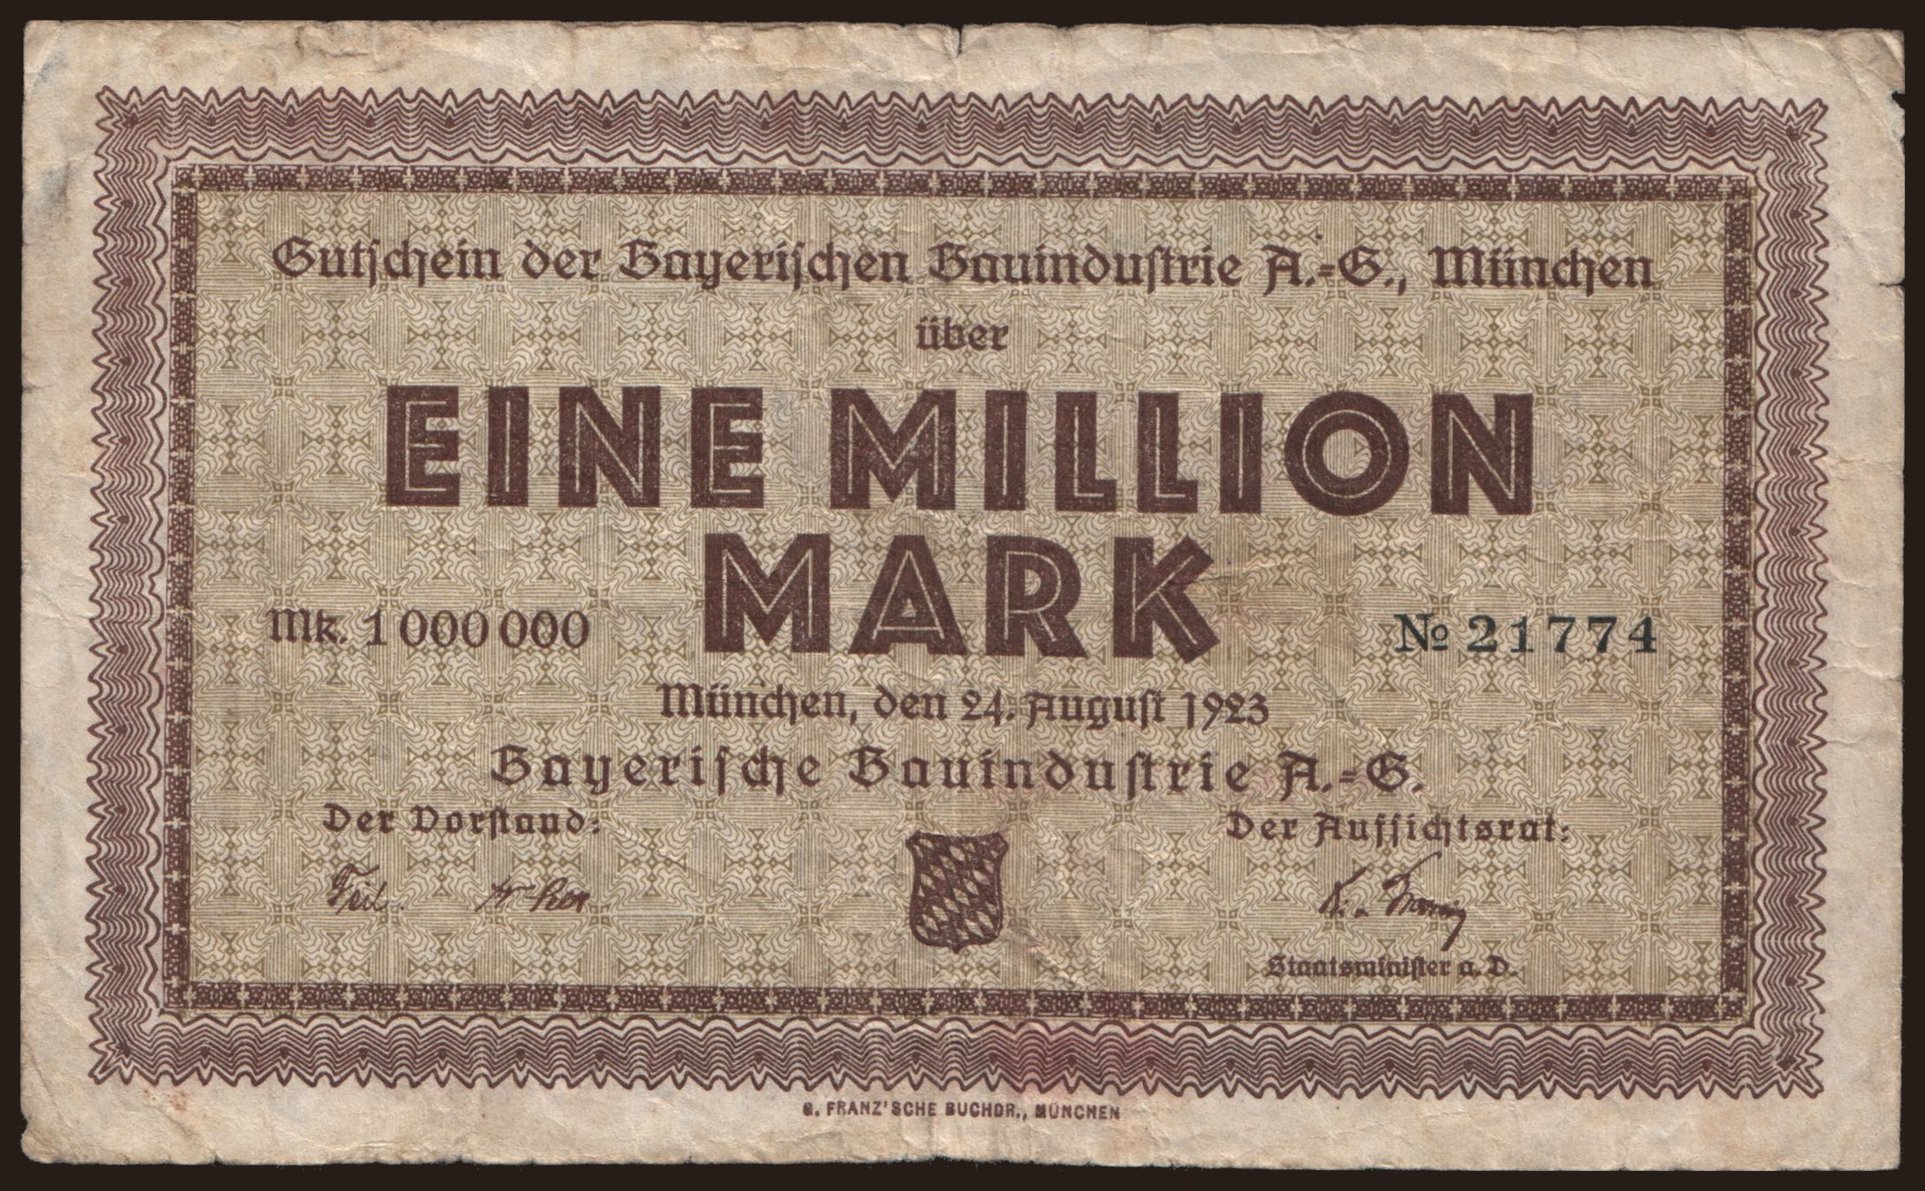 Gutschein der Bayerischen Bauindustrie A.-G., München
über
EINE MILLION
MARK
Mk. 1 000 000
№ 21774
München, den 24. August 1923
Bayerische Bauindustrie A.-G.
Der Vorstand:
Der Aufsichtsrat:
Staatsminister a. D.
G. FRANZ'SCHE BUCHDR., MÜNCHEN